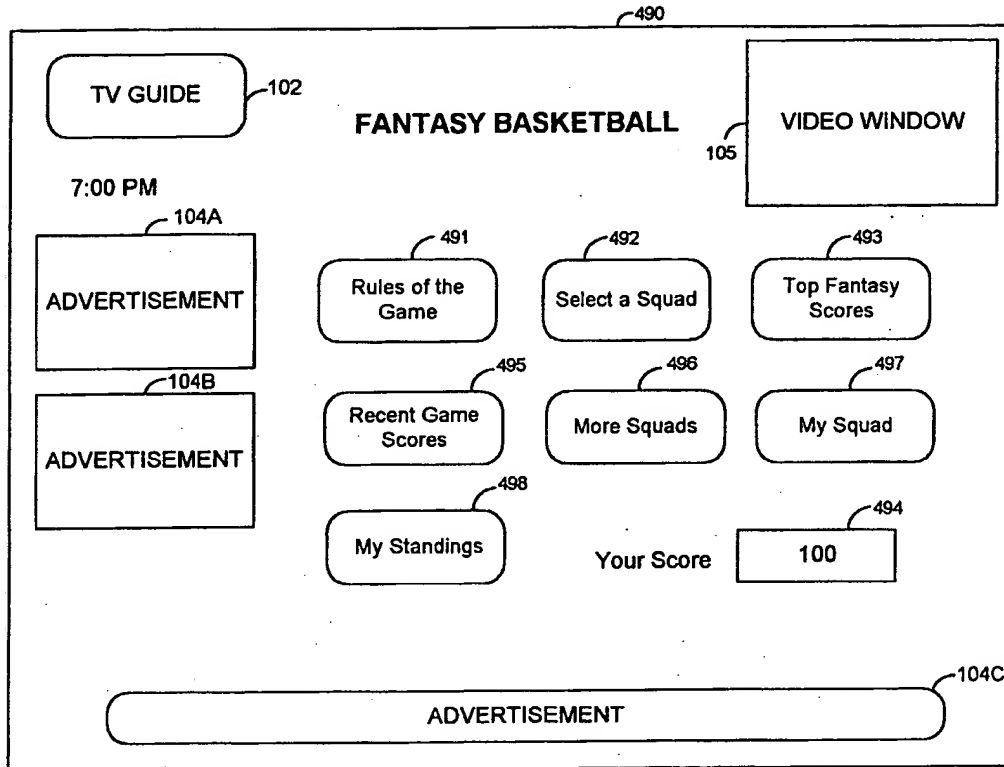 490
TV GUIDE
102
FANTASY BASKETBALL
VIDEO WINDOW
105
7:00 PM
104A
ADVERTISEMENT
491
Rules of the
Game
492
Select a Squad
493
Top Fantasy
Scores
104B
ADVERTISEMENT
495
Recent Game
Scores
496
More Squads
497
My Squad
498
My Standings
Your Score
494
100
104C
ADVERTISEMENT